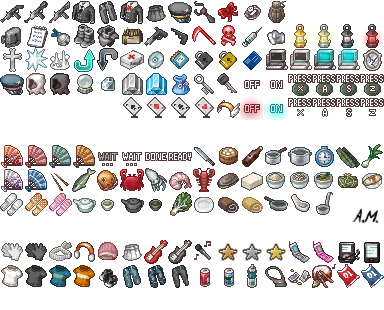 OFF ON PRESS PRESS PRESS PRESS
X A S Z
OFF ON PRESS PRESS PRESS PRESS
X A S Z
WAIT WAIT DONE READY
... ...
A.M.